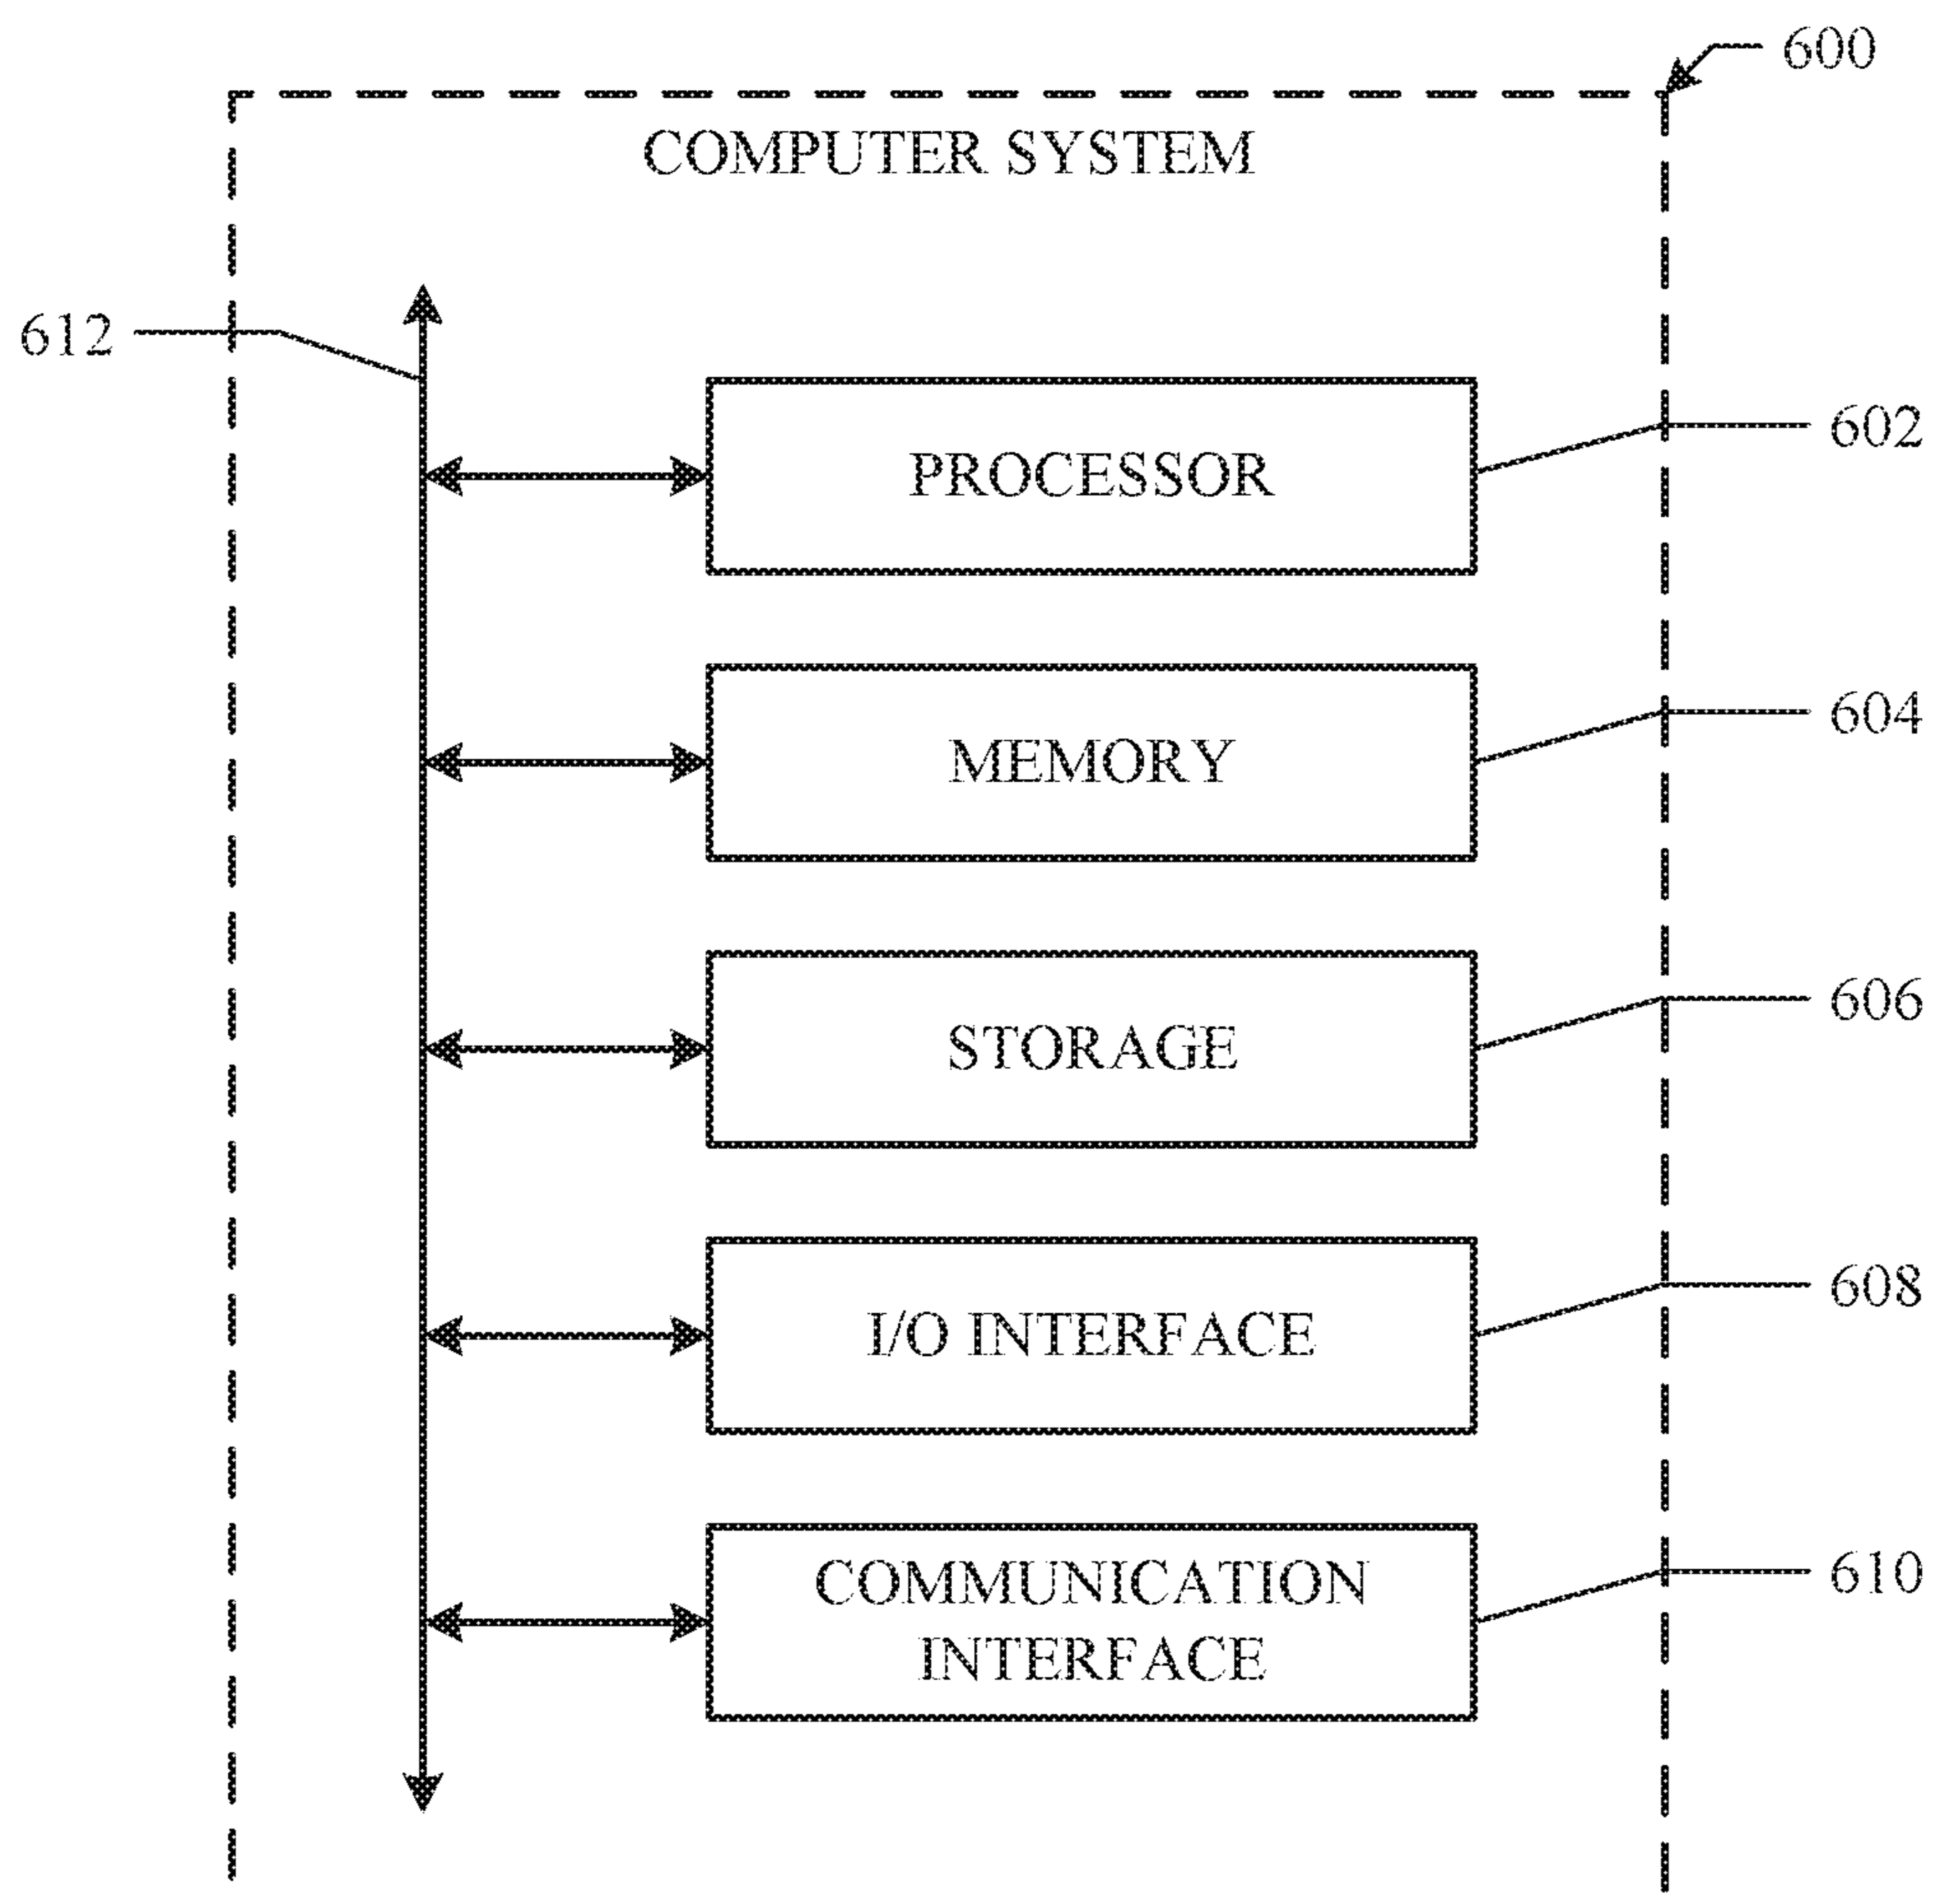 600
COMPUTER SYSTEM
612
602
PROCESSOR
604
MEMORY
606
STORAGE
608
I/O INTERFACE
610
COMMUNICATION
INTERFACE